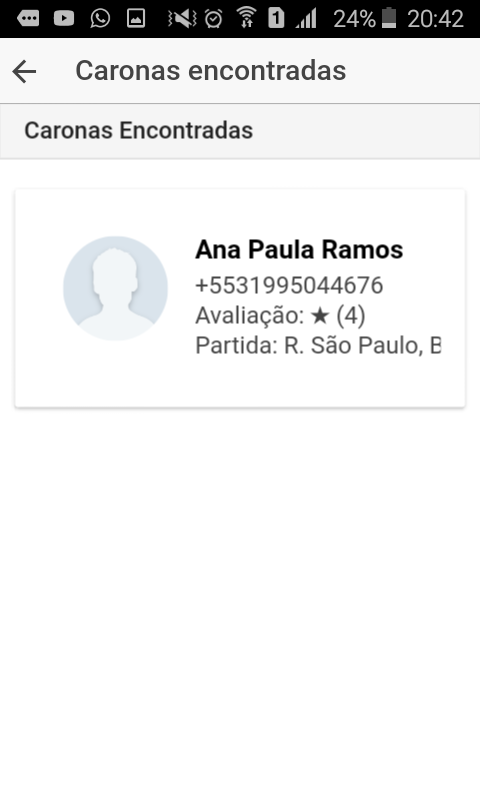 24% 20:42
Caronas encontradas
Caronas Encontradas
Ana Paula Ramos
+5531995044676
Avaliação: ★ (4)
Partida: R. São Paulo, B